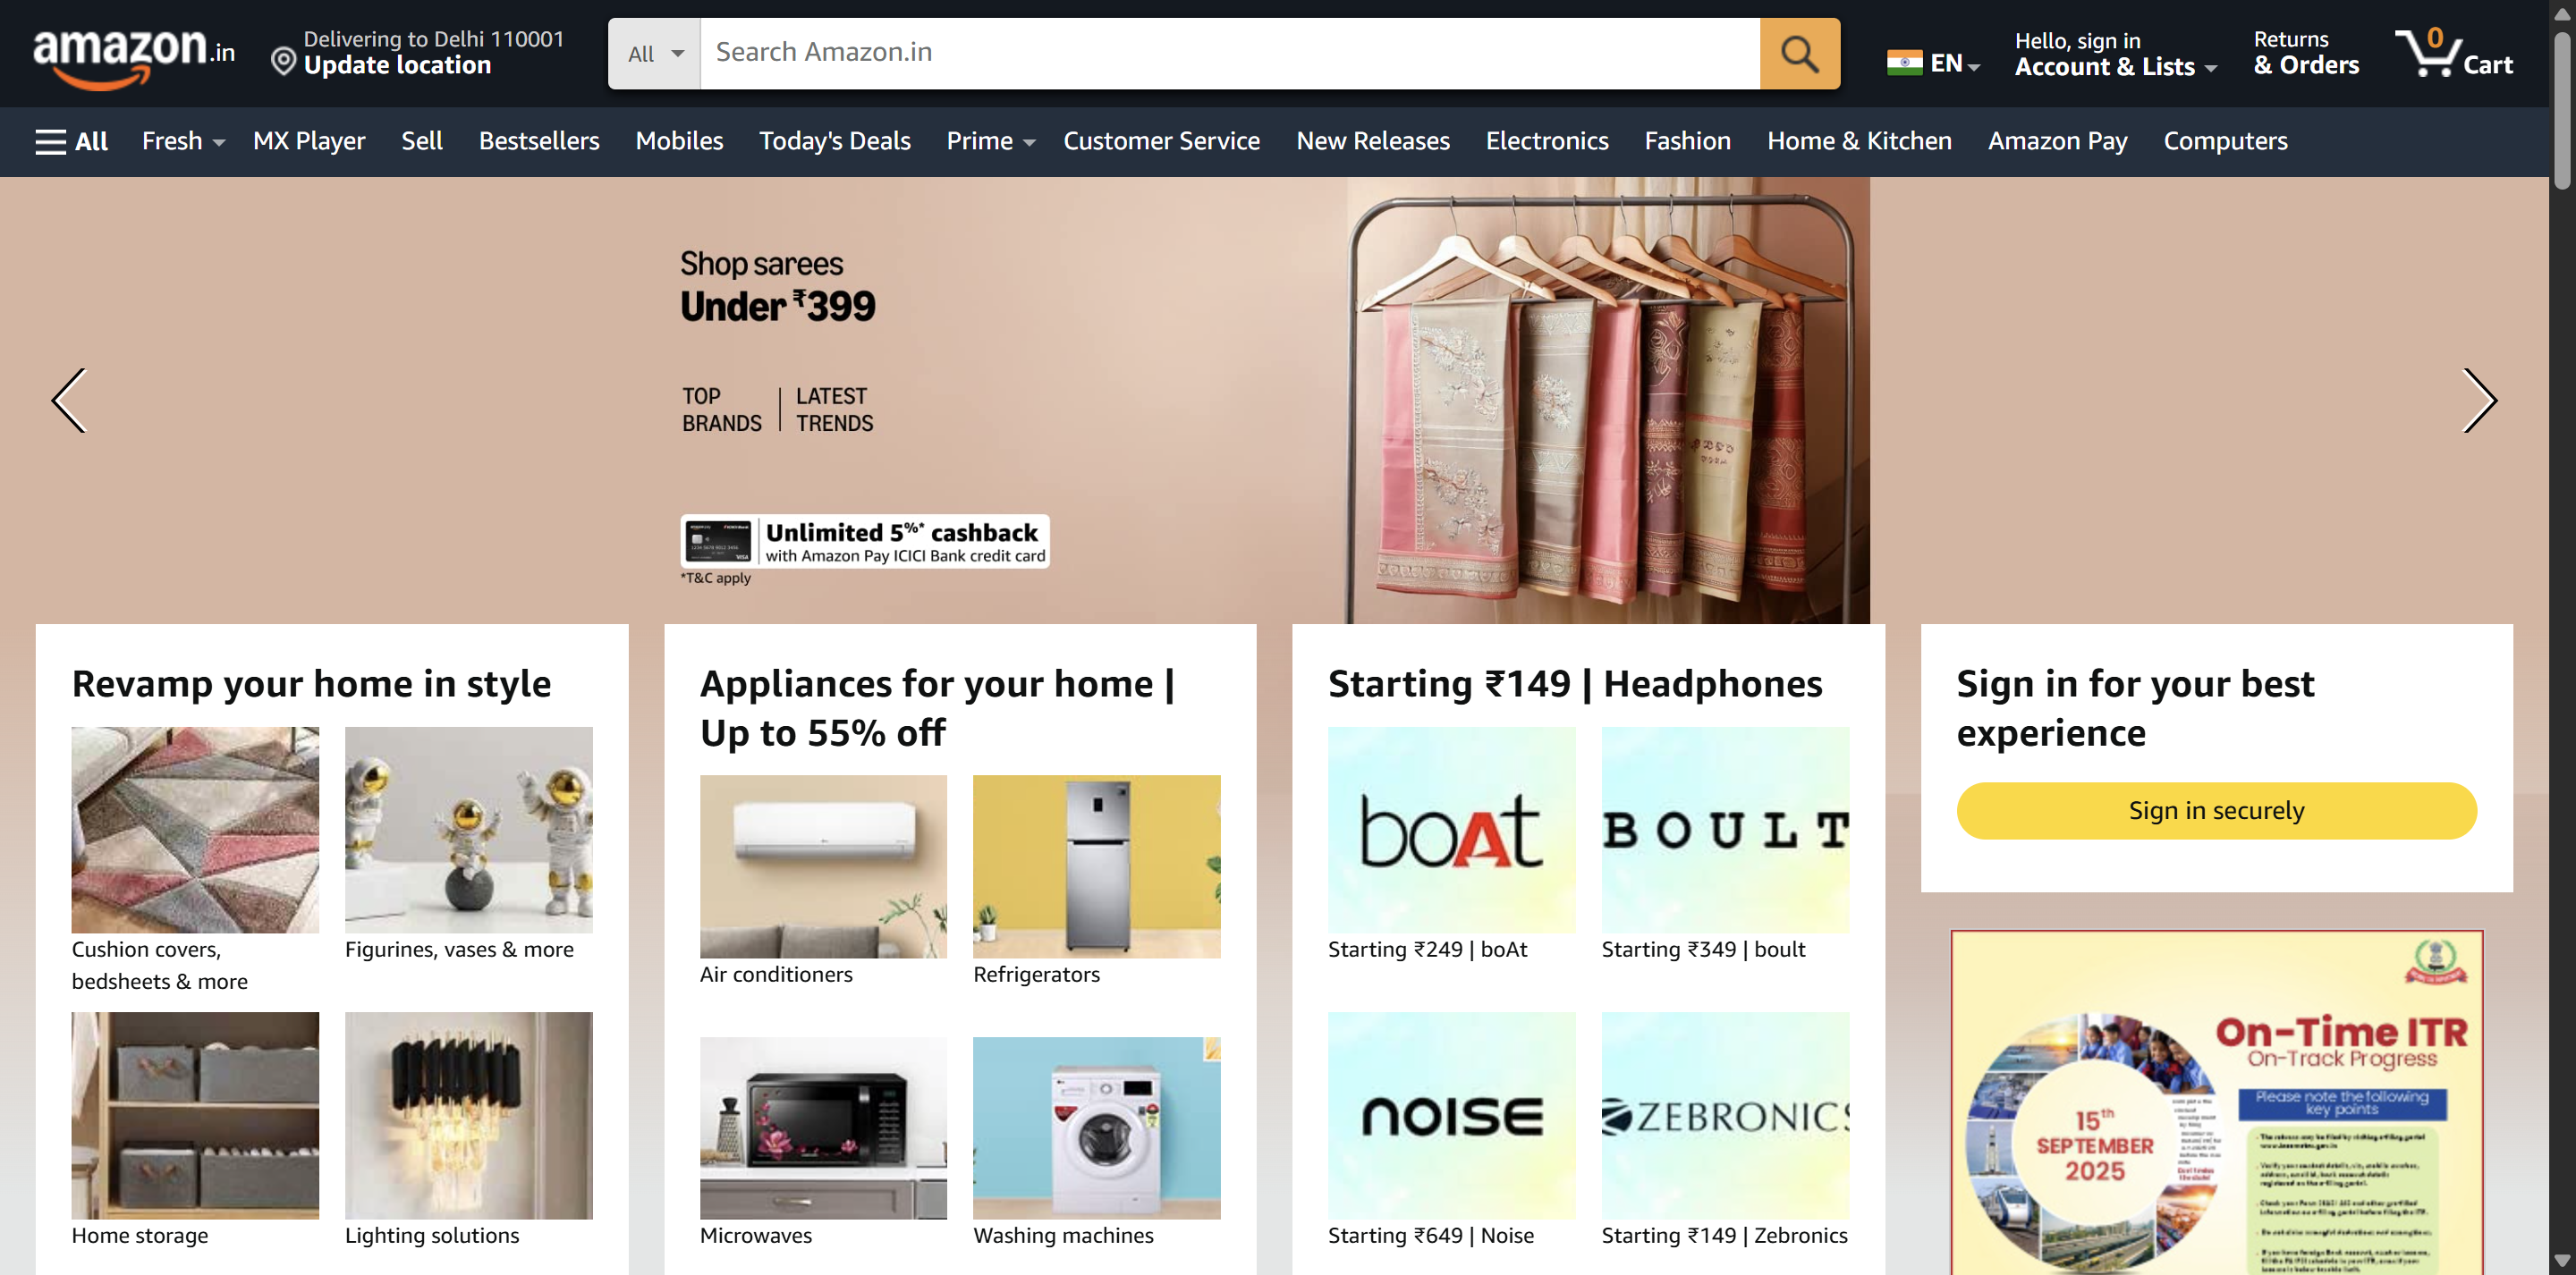 amazon.in
Delivering to Delhi 110001
Update location
All
Search Amazon.in
EN
Hello, sign in
Account & Lists
Returns
& Orders
0
Cart
All
Fresh
MX Player
Sell
Bestsellers
Mobiles
Today's Deals
Prime
Customer Service
New Releases
Electronics
Fashion
Home & Kitchen
Amazon Pay
Computers
Shop sarees
Under ₹399
TOP
BRANDS
LATEST
TRENDS
Unlimited 5%* cashback
with Amazon Pay ICICI Bank credit card
*T&C apply
Revamp your home in style
Cushion covers,
bedsheets & more
Figurines, vases & more
Home storage
Lighting solutions
Appliances for your home |
Up to 55% off
Air conditioners
Refrigerators
Microwaves
Washing machines
Starting ₹149 | Headphones
boAt
BOULT
Starting ₹249 | boAt
Starting ₹349 | boult
NOISE
ZEBRONICS
Starting ₹649 | Noise
Starting ₹149 | Zebronics
Sign in for your best
experience
Sign in securely
On-Time ITR
On-Track Progress
Please note the following
key points
15th
SEPTEMBER
2025